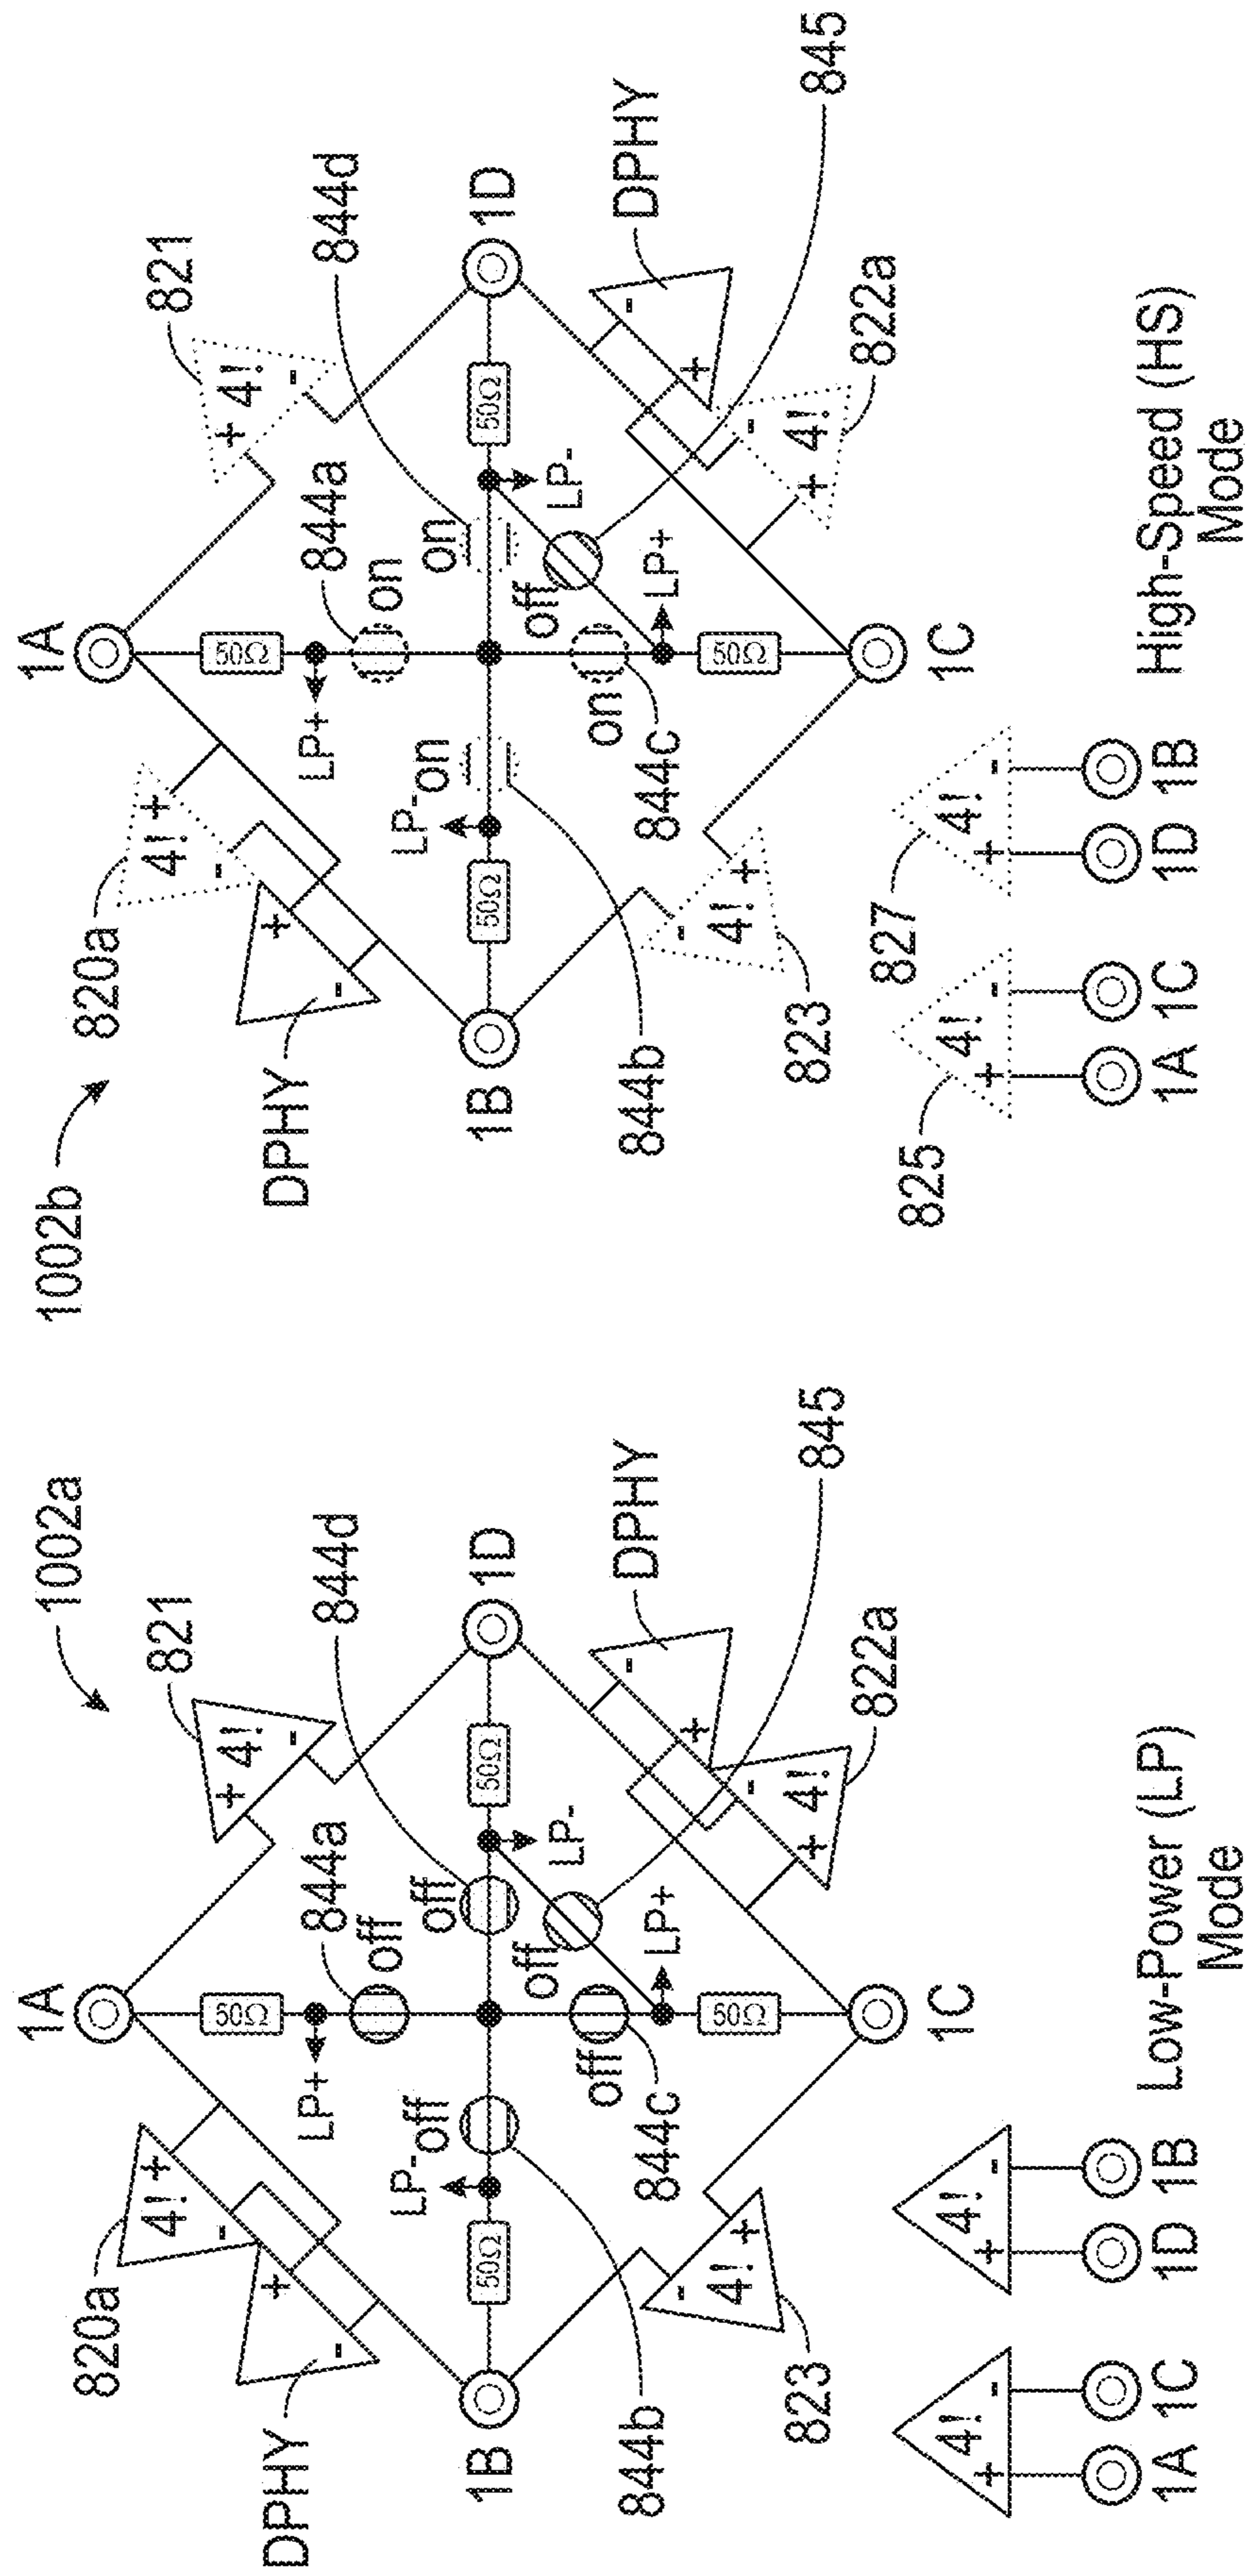 1002a
1A
821
820a
844a
844d
50Ω
LP+
off
off
1D
50Ω
LP-
DPHY
1B
50Ω
LP-
off
off
off
LP+
844b
844c
50Ω
845
DPHY
822a
823
1C
+ 4! -
+ 4! -
+ -
+ 4! -
+ 4! -
+ -
4!
+ -
1A 1C
4!
+ -
1D 1B
Low-Power (LP)
Mode
1002b
1A
821
820a
844a
844d
50Ω
LP+
on
on
1D
50Ω
LP-
DPHY
1B
50Ω
LP-
on
on
off
LP+
844b
844c
50Ω
845
DPHY
822a
823
1C
+ 4! -
+ 4! -
+ -
+ 4! -
+ 4! -
+ -
825
4!
+ -
1A 1C
827
4!
+ -
1D 1B
High-Speed (HS)
Mode